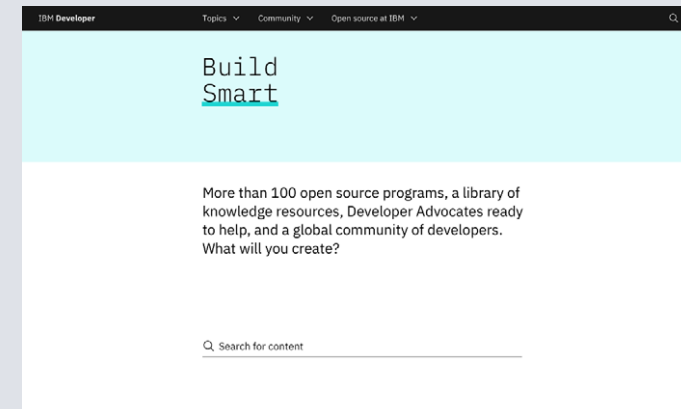 IBM Developer Topics Community Open source at IBM
Build
Smart
More than 100 open source programs, a library of
knowledge resources, Developer Advocates ready
to help, and a global community of developers.
What will you create?
Search for content